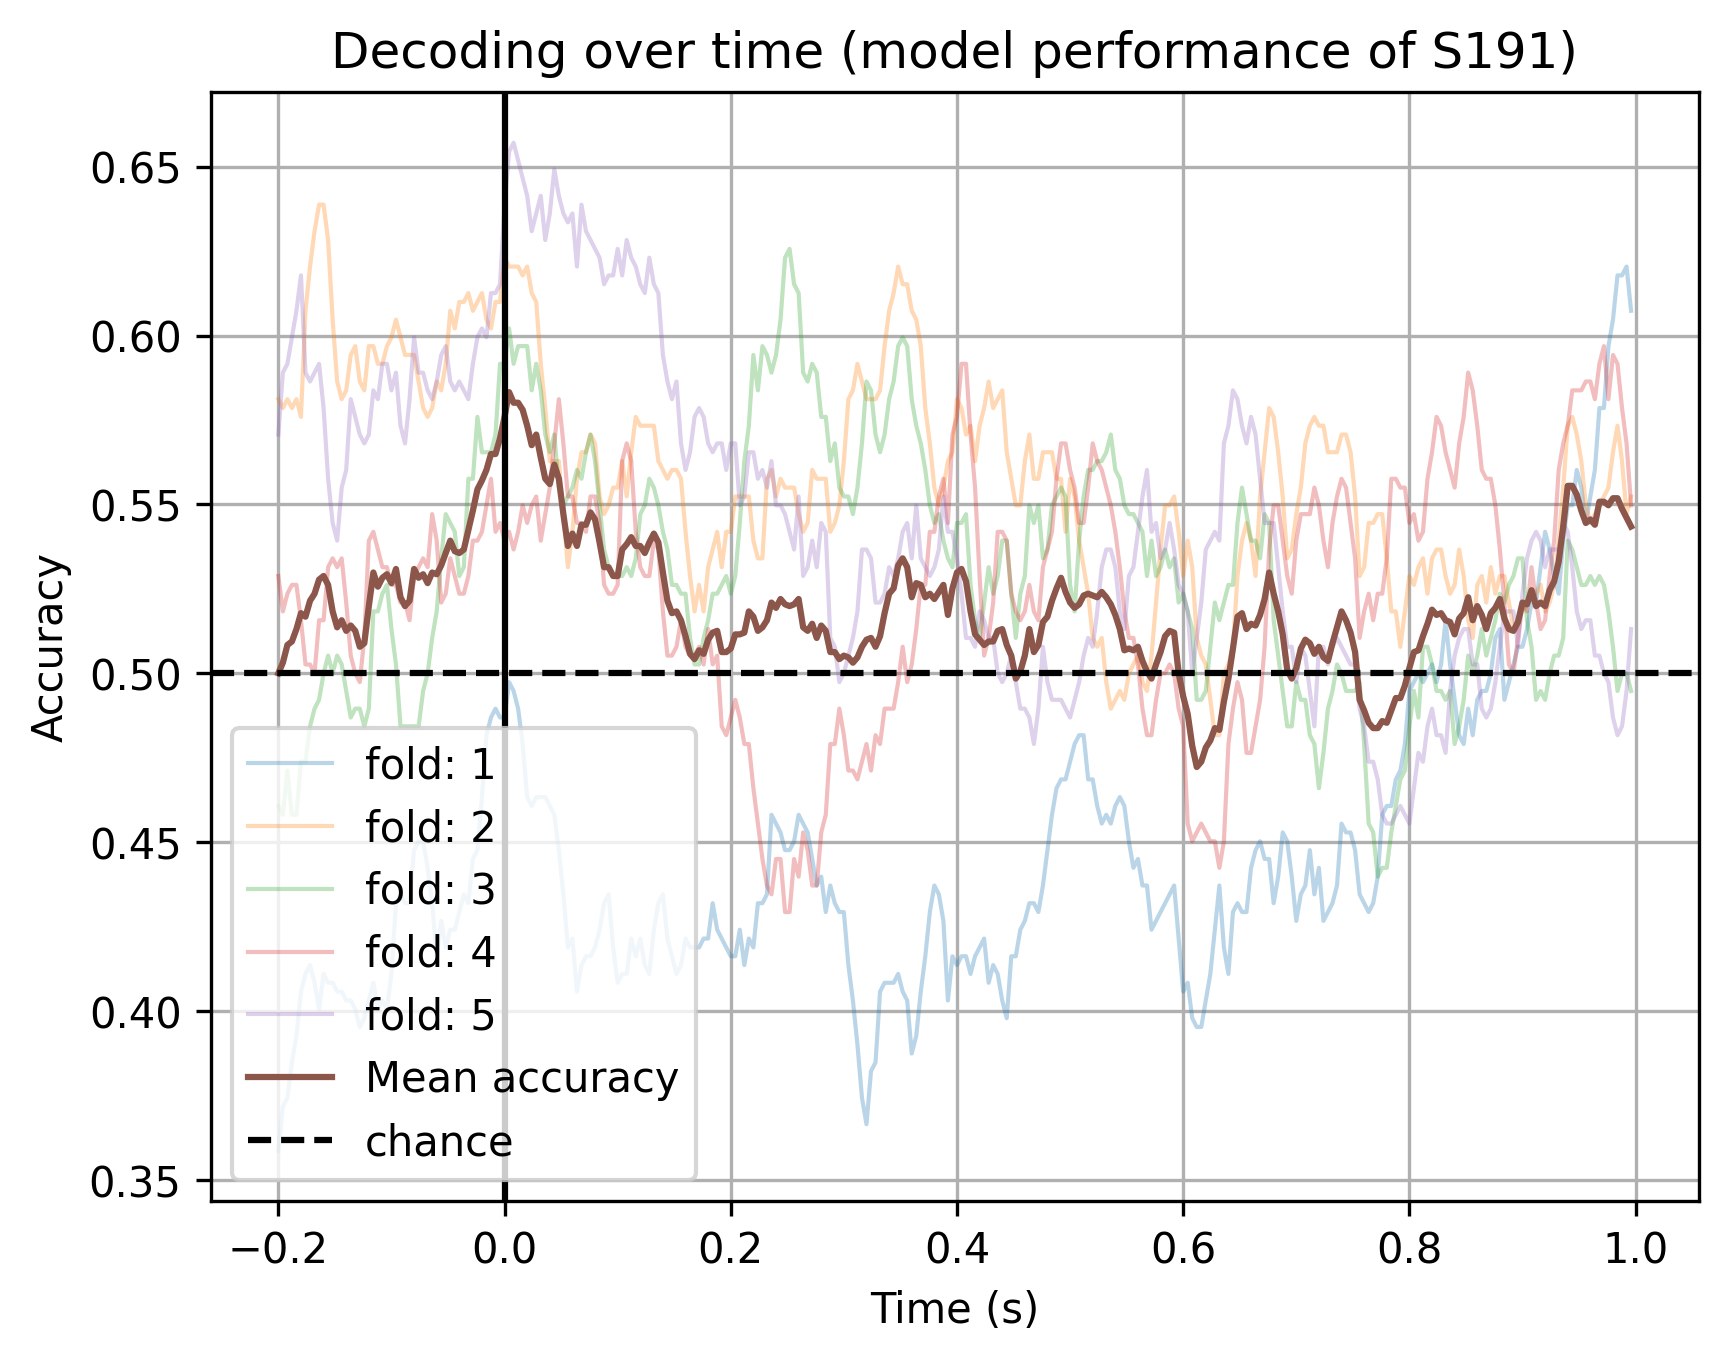 Decoding over time (model performance of S191)
Accuracy
0.65
0.60
0.55
0.50
0.45
0.40
0.35
fold: 1
fold: 2
fold: 3
fold: 4
fold: 5
Mean accuracy
chance
−0.2 0.0 0.2 0.4 0.6 0.8 1.0
Time (s)